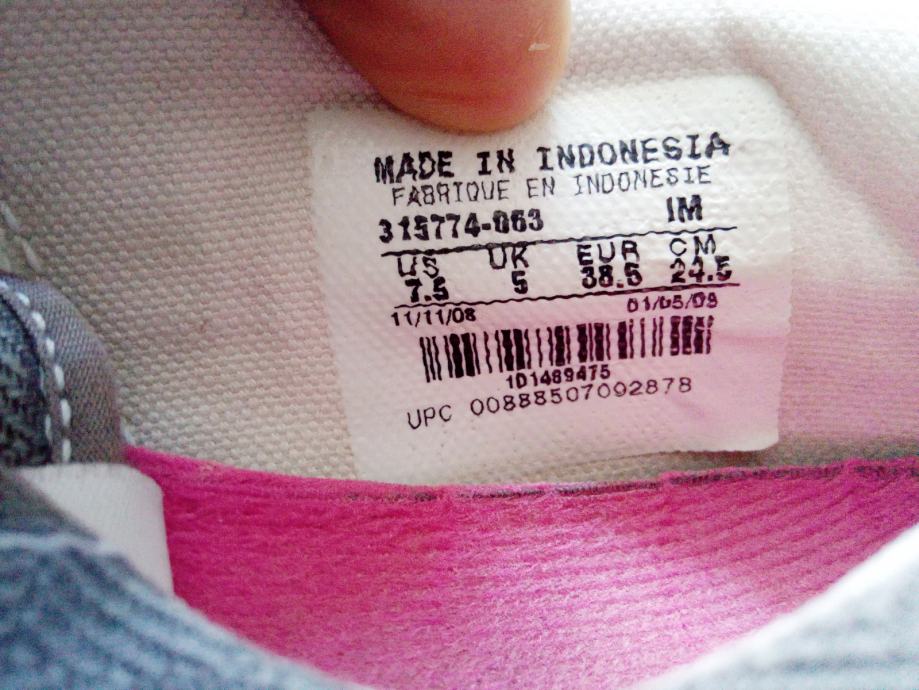 MADE IN INDONESIA
FABRIQUE EN INDONESIE
315774-063 IM
US UK EUR CM
7.5 5 38.5 24.5
11/11/08 01/05/09
1D1489475
UPC 00888507092878